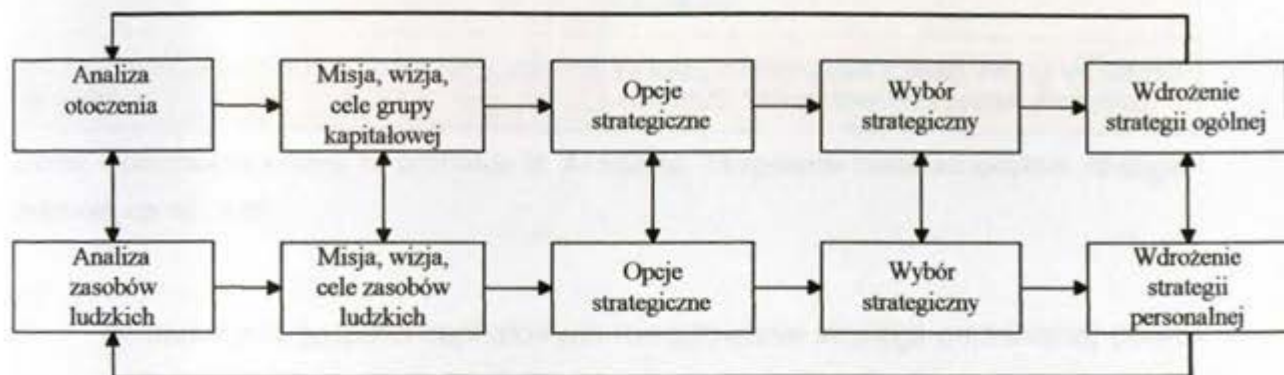 Analiza
otoczenia
Misja, wizja,
cele grupy
kapitałowej
Opcje
strategiczne
Wybór
strategiczny
Wdrożenie
strategii ogólnej
Analiza
zasobów
ludzkich
Misja, wizja,
cele zasobów
ludzkich
Opcje
strategiczne
Wybór
strategiczny
Wdrożenie
strategii
personalnej